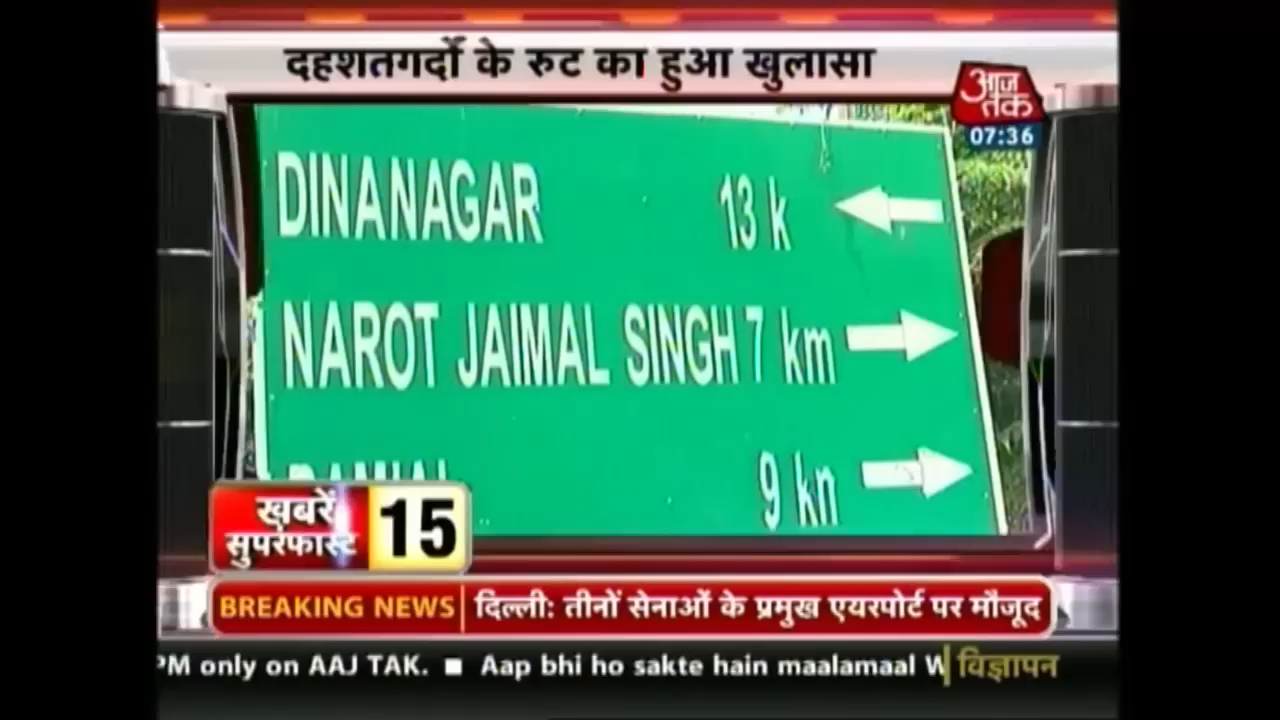 दहशतगर्दों के रुट का हुआ खुलासा
आज
तक
07:36
DINANAGAR 13 k
NAROT JAIMAL SINGH 7 km
9 kn
ख़बरें
सुपरफास्ट
15
BREAKING NEWS दिल्ली: तीनों सेनाओं के प्रमुख एयरपोर्ट पर मौजूद
PM only on AAJ TAK. ■ Aap bhi ho sakte hain maalamaal W विज्ञापन